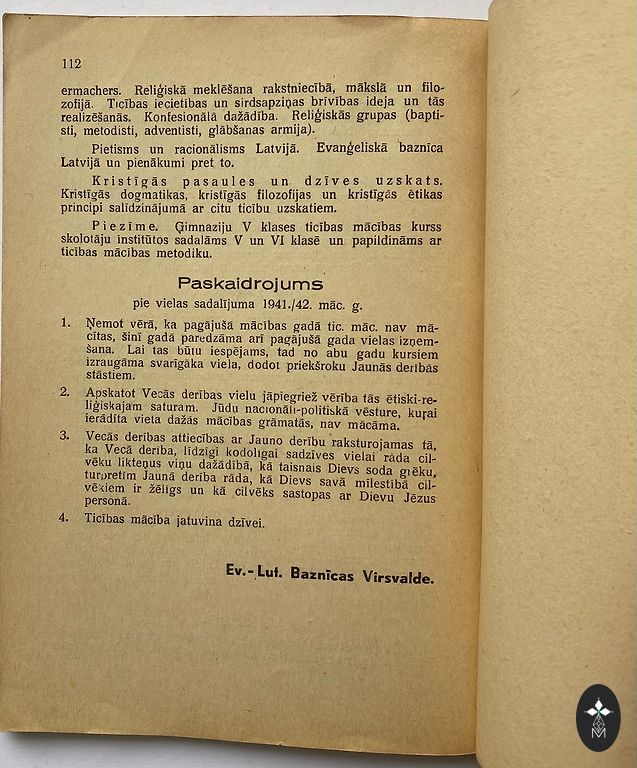 112
ermachers. Reliģiskā meklēšana rakstniecībā, mākslā un filo-
zofijā. Ticības iecietības un sirdsapziņas brīvības ideja un tās
realizēšanās. Konfesionālā dažādība. Reliģiskās grupas (bapti-
sti, metodisti, adventisti, glābšanas armija).
Pietisms un racionālisms Latvijā. Evaņģeliskā baznīca
Latvijā un pienākumi pret to.
Kristīgās pasaules un dzīves uzskats.
Kristīgās dogmatikas, kristīgās filozofijas un kristīgās ētikas
principi salīdzinājumā ar citu ticību uzskatiem.
Piezīme. Ģimnaziju V klases ticības mācības kurss
skolotāju institūtos sadalāms V un VI klasē un papildināms ar
ticības mācības metodiku.
Paskaidrojums
pie vielas sadalījuma 1941./42. māc. g.
1. Ņemot vērā, ka pagājušā mācības gadā tic. māc. nav mā-
cītas, šinī gadā paredzāma arī pagājušā gada vielas izņem-
šana. Lai tas būtu iespējams, tad no abu gadu kursiem
izraugāma svarīgākā viela, dodot priekšroku Jaunās derības
stāstiem.
2. Apskatot Vecās derības vielu jāpiegriež vērība tās ētiski-re-
liģiskajam saturam. Jūdu nacionāli-politiskā vēsture, kuŗai
ierādīta vieta dažās mācības grāmatās, nav mācāma.
3. Vecās derības attiecības ar Jauno derību raksturojamas tā,
ka Vecā derība, līdzīgi kodolīgai sadzīves vielai rāda cil-
vēku likteņus viņu dažādībā, kā taisnais Dievs soda grēku,
turpretim Jaunā derība rāda, kā Dievs savā mīlestībā cil-
vēkiem ir žēlīgs un kā cilvēks sastopas ar Dievu Jēzus
personā.
4. Ticības mācība jatuvina dzīvei.
Ev.-Lut. Baznīcas Virsvalde.
M